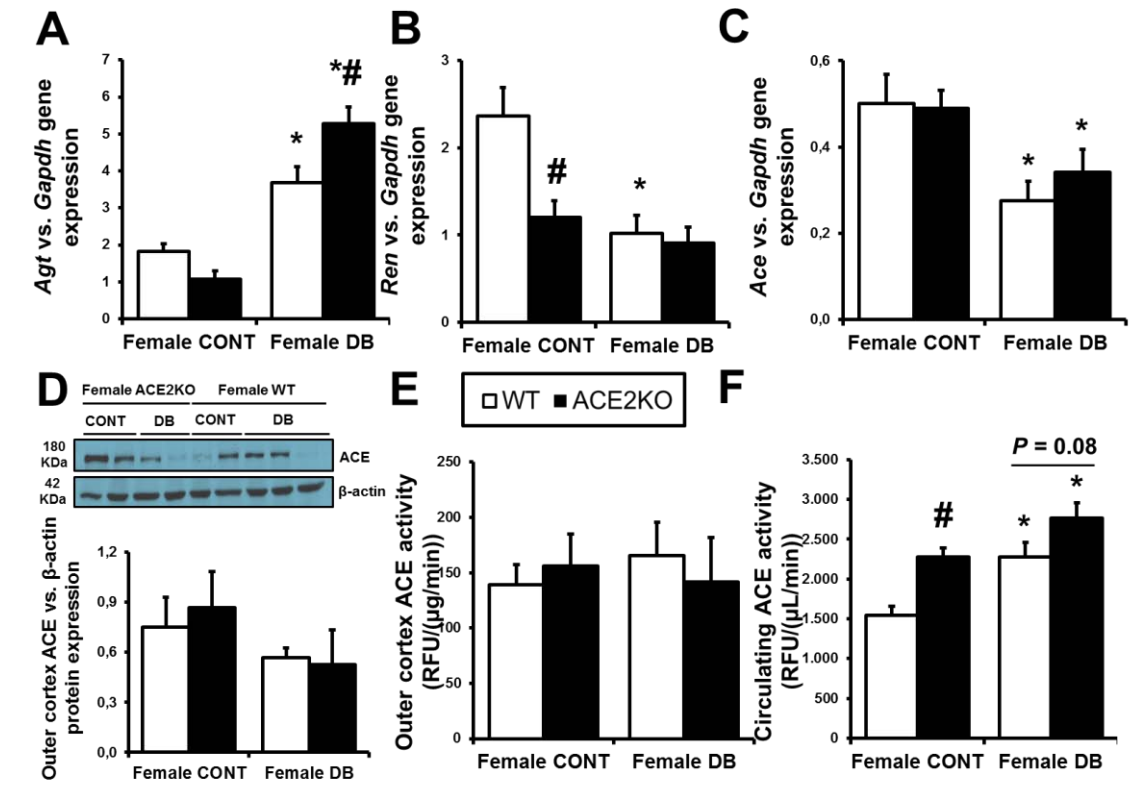 A
Agt vs. Gapdh gene
expression
7
6
5
4
3
2
1
0
*
*#
Female CONT
Female DB
B
Ren vs. Gapdh gene
expression
3
2
1
0
#
*
Female CONT
Female DB
C
Ace vs. Gapdh gene
expression
0,6
0,4
0,2
0,0
*
*
Female CONT
Female DB
D
Female ACE2KO
Female WT
CONT
DB
CONT
DB
180
KDa
ACE
42
KDa
β-actin
Outer cortex ACE vs. β-actin
protein expression
1,2
0,9
0,6
0,3
0,0
Female CONT
Female DB
WT
ACE2KO
E
Outer cortex ACE activity
(RFU/(µg/min))
250
200
150
100
50
0
Female CONT
Female DB
F
Circulating ACE activity
(RFU/(µL/min))
3.500
3.000
2.500
2.000
1.500
1.000
500
0
#
*
P = 0.08
*
Female CONT
Female DB